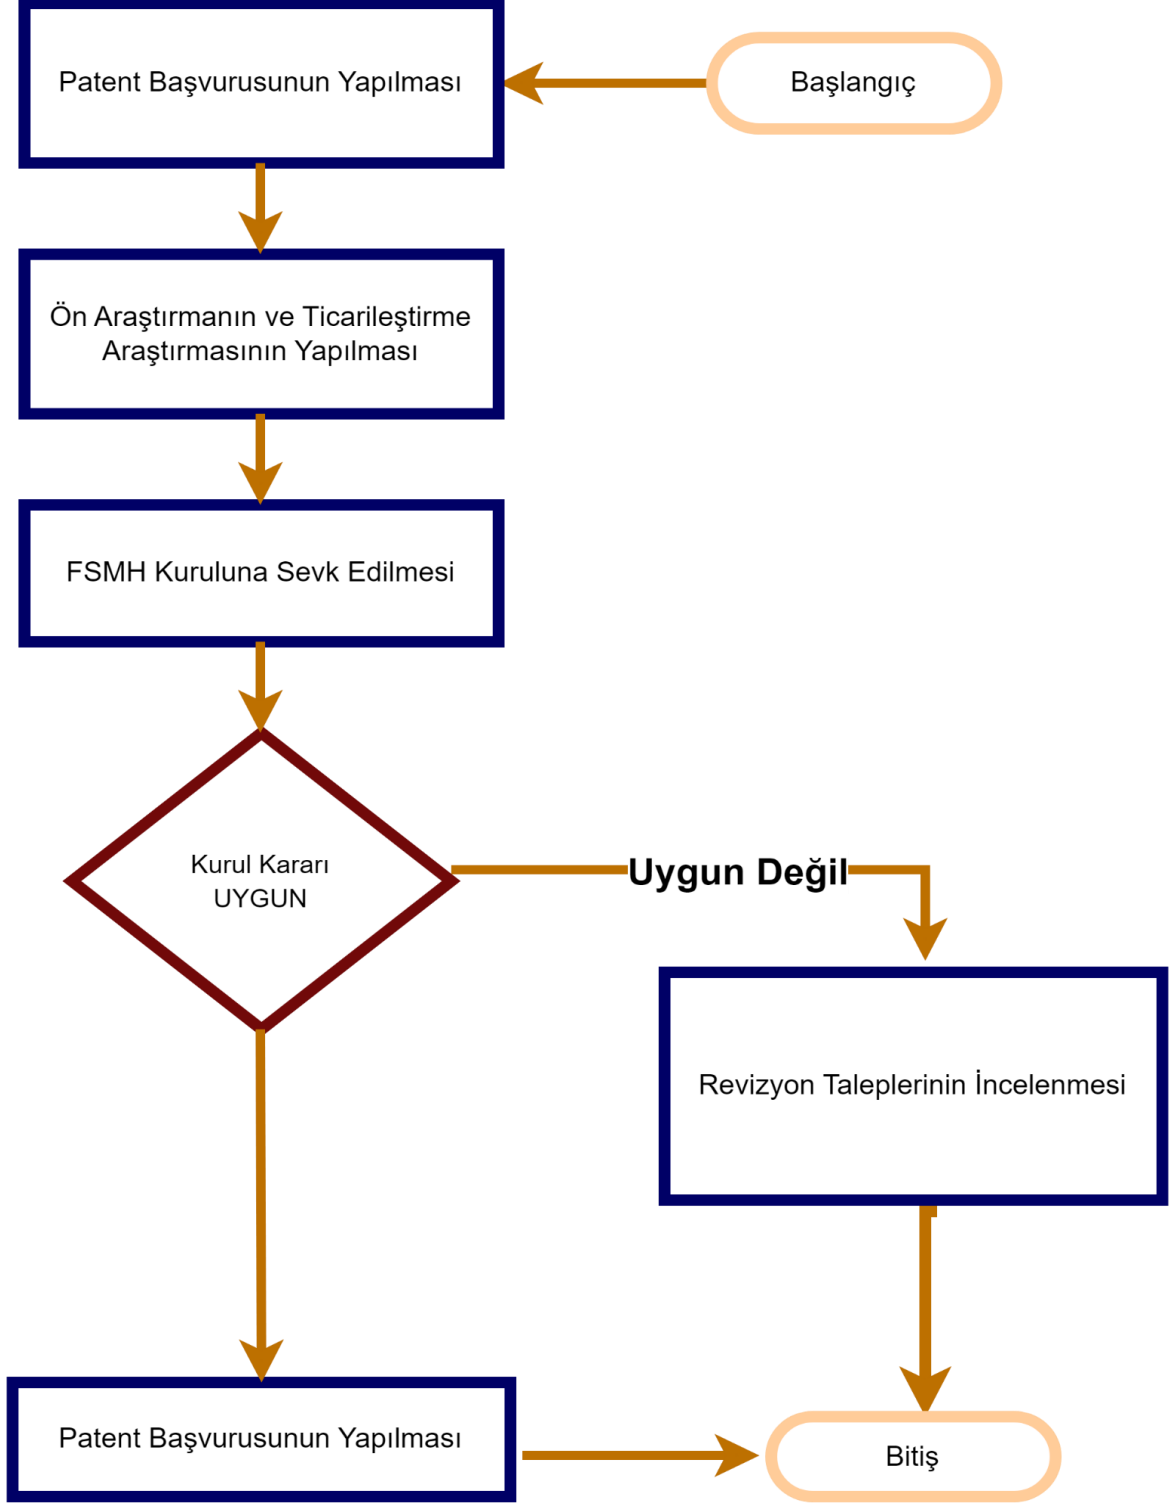 Başlangıç
Patent Başvurusunun Yapılması
Ön Araştırmanın ve Ticarileştirme
Araştırmasının Yapılması
FSMH Kuruluna Sevk Edilmesi
Kurul Kararı
UYGUN
Uygun Değil
Revizyon Taleplerinin İncelenmesi
Patent Başvurusunun Yapılması
Bitiş